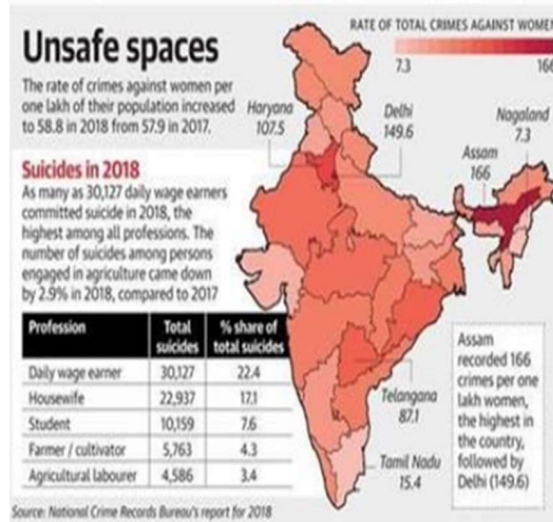 Unsafe spaces
The rate of crimes against women per
one lakh of their population increased
to 58.8 in 2018 from 57.9 in 2017.
RATE OF TOTAL CRIMES AGAINST WOMEN
7.3 166
Haryana
107.5
Delhi
149.6
Nagaland
7.3
Assam
166
Suicides in 2018
As many as 30,127 daily wage earners
committed suicide in 2018, the
highest among all professions. The
number of suicides among persons
engaged in agriculture came down
by 2.9% in 2018, compared to 2017
Profession Total suicides % share of total suicides
Daily wage earner 30,127 22.4
Housewife 22,937 17.1
Student 10,159 7.6
Farmer / cultivator 5,763 4.3
Agricultural labourer 4,586 3.4
Telangana
87.1
Tamil Nadu
15.4
Assam
recorded 166
crimes per one
lakh women,
the highest in
the country,
followed by
Delhi (149.6)
Source: National Crime Records Bureau's report for 2018